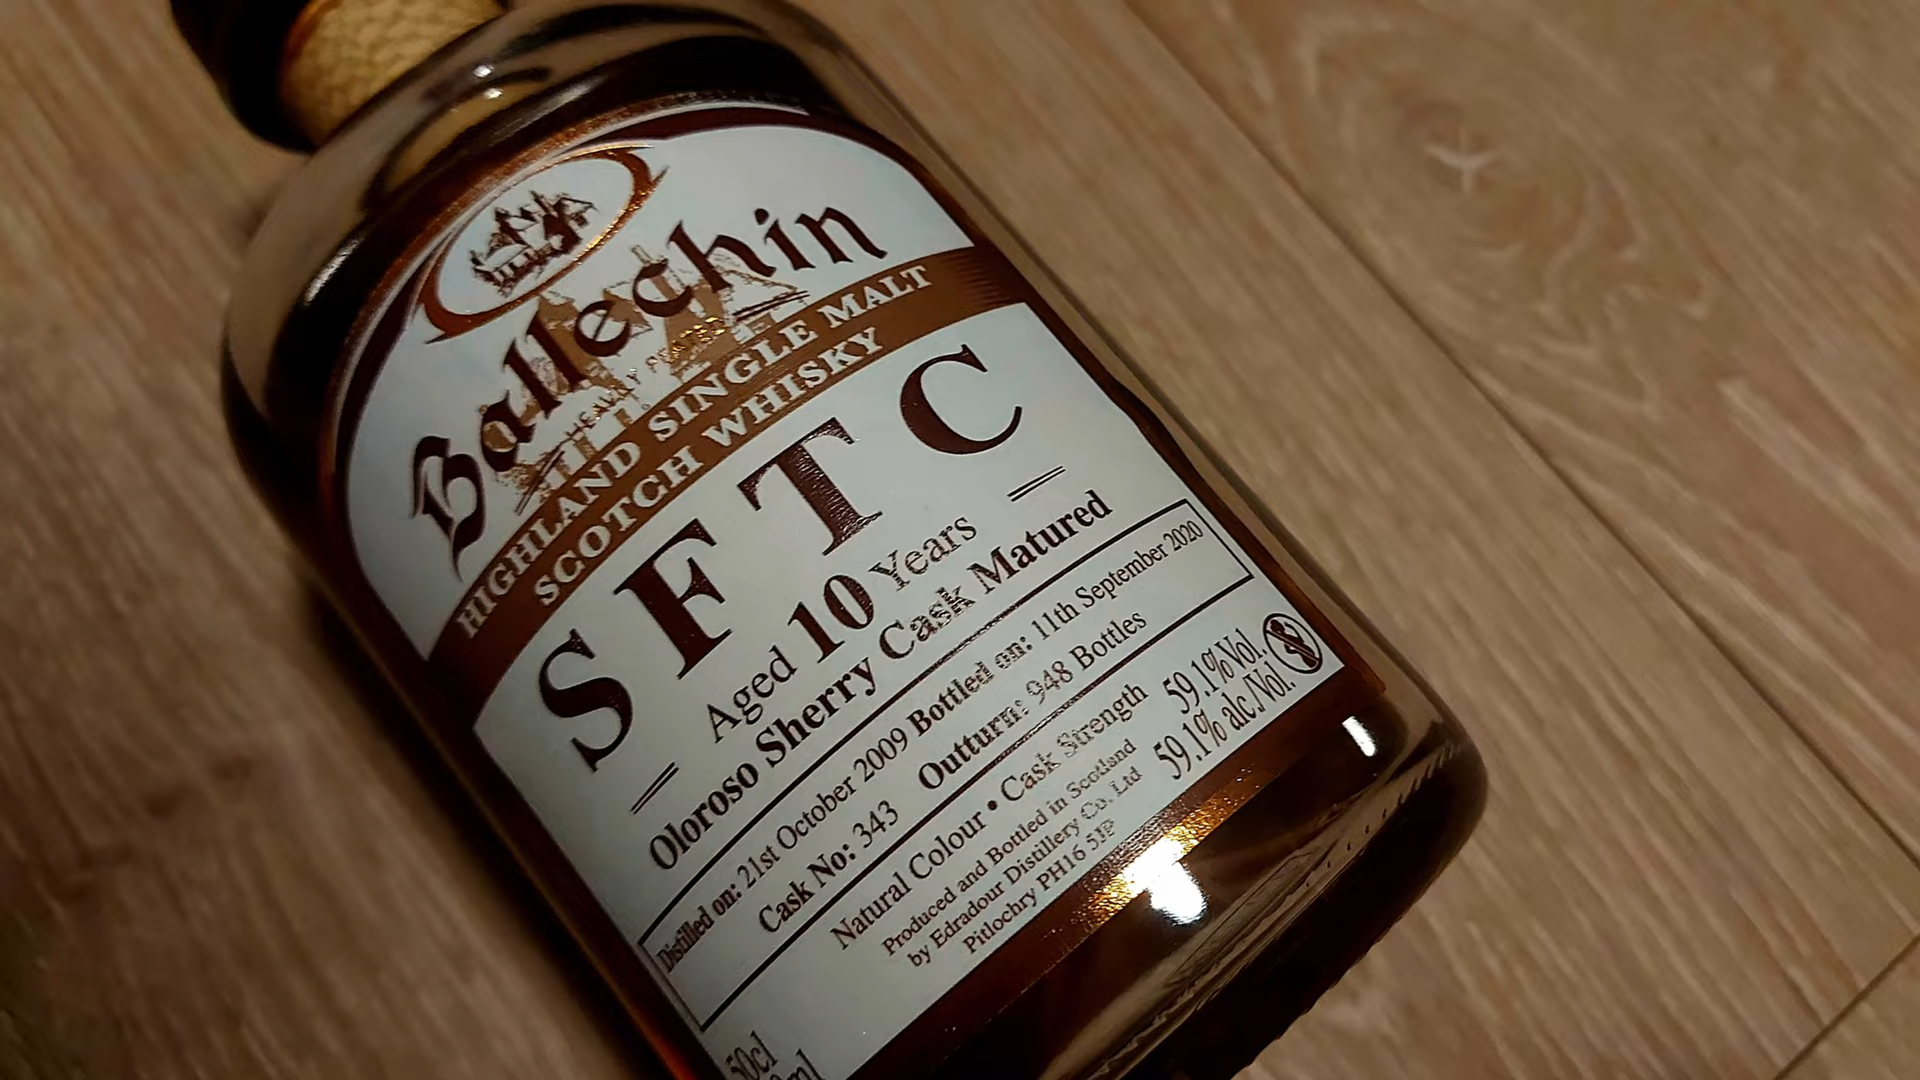 Ballechin
THE HEAVILY PEATED
HIGHLAND SINGLE MALT
SCOTCH WHISKY
S F T C
Aged 10 Years
Oloroso Sherry Cask Matured
Distilled on: 21st October 2009 Bottled on: 11th September 2020
Cask No: 343 Outturn: 948 Bottles
Natural Colour • Cask Strength
Produced and Bottled in Scotland
by Edradour Distillery Co. Ltd
Pitlochry PH16 5JP
59.1% Vol.
59.1% alc./Vol.
50cl